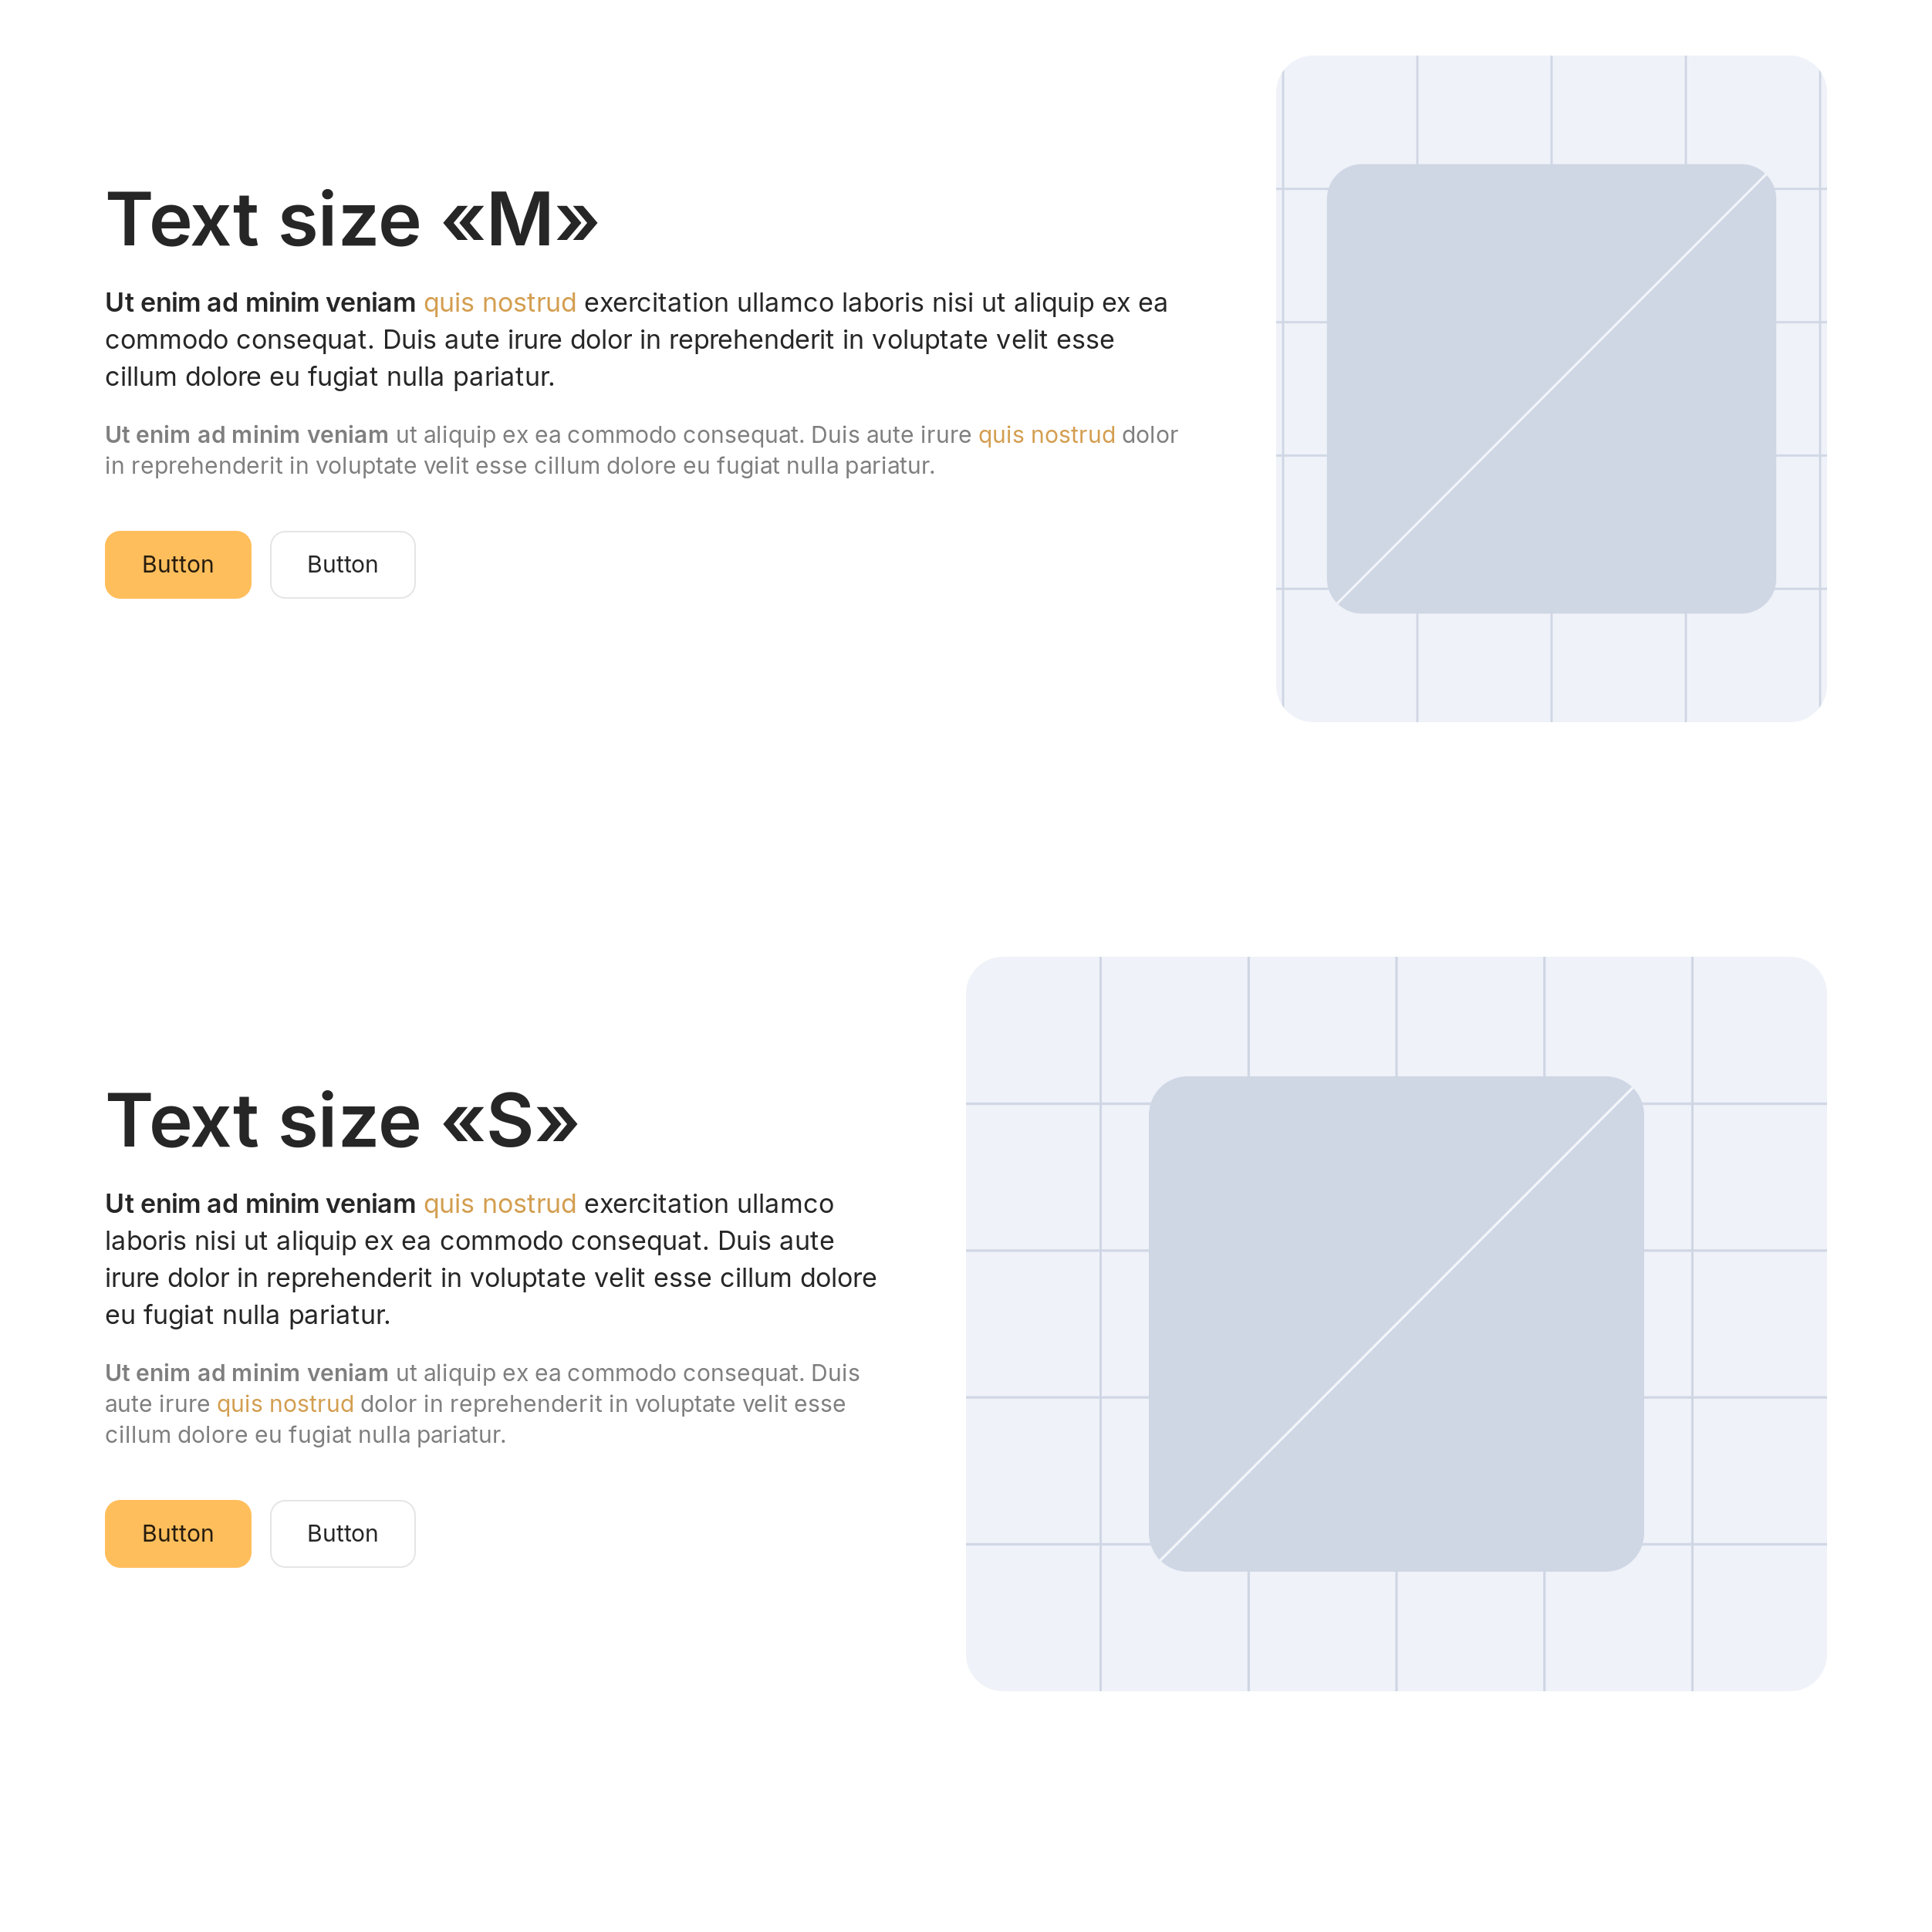 Text size «M»
Ut enim ad minim veniam quis nostrud exercitation ullamco laboris nisi ut aliquip ex ea
commodo consequat. Duis aute irure dolor in reprehenderit in voluptate velit esse
cillum dolore eu fugiat nulla pariatur.
Ut enim ad minim veniam ut aliquip ex ea commodo consequat. Duis aute irure quis nostrud dolor
in reprehenderit in voluptate velit esse cillum dolore eu fugiat nulla pariatur.
Button Button
Text size «S»
Ut enim ad minim veniam quis nostrud exercitation ullamco
laboris nisi ut aliquip ex ea commodo consequat. Duis aute
irure dolor in reprehenderit in voluptate velit esse cillum dolore
eu fugiat nulla pariatur.
Ut enim ad minim veniam ut aliquip ex ea commodo consequat. Duis
aute irure quis nostrud dolor in reprehenderit in voluptate velit esse
cillum dolore eu fugiat nulla pariatur.
Button Button